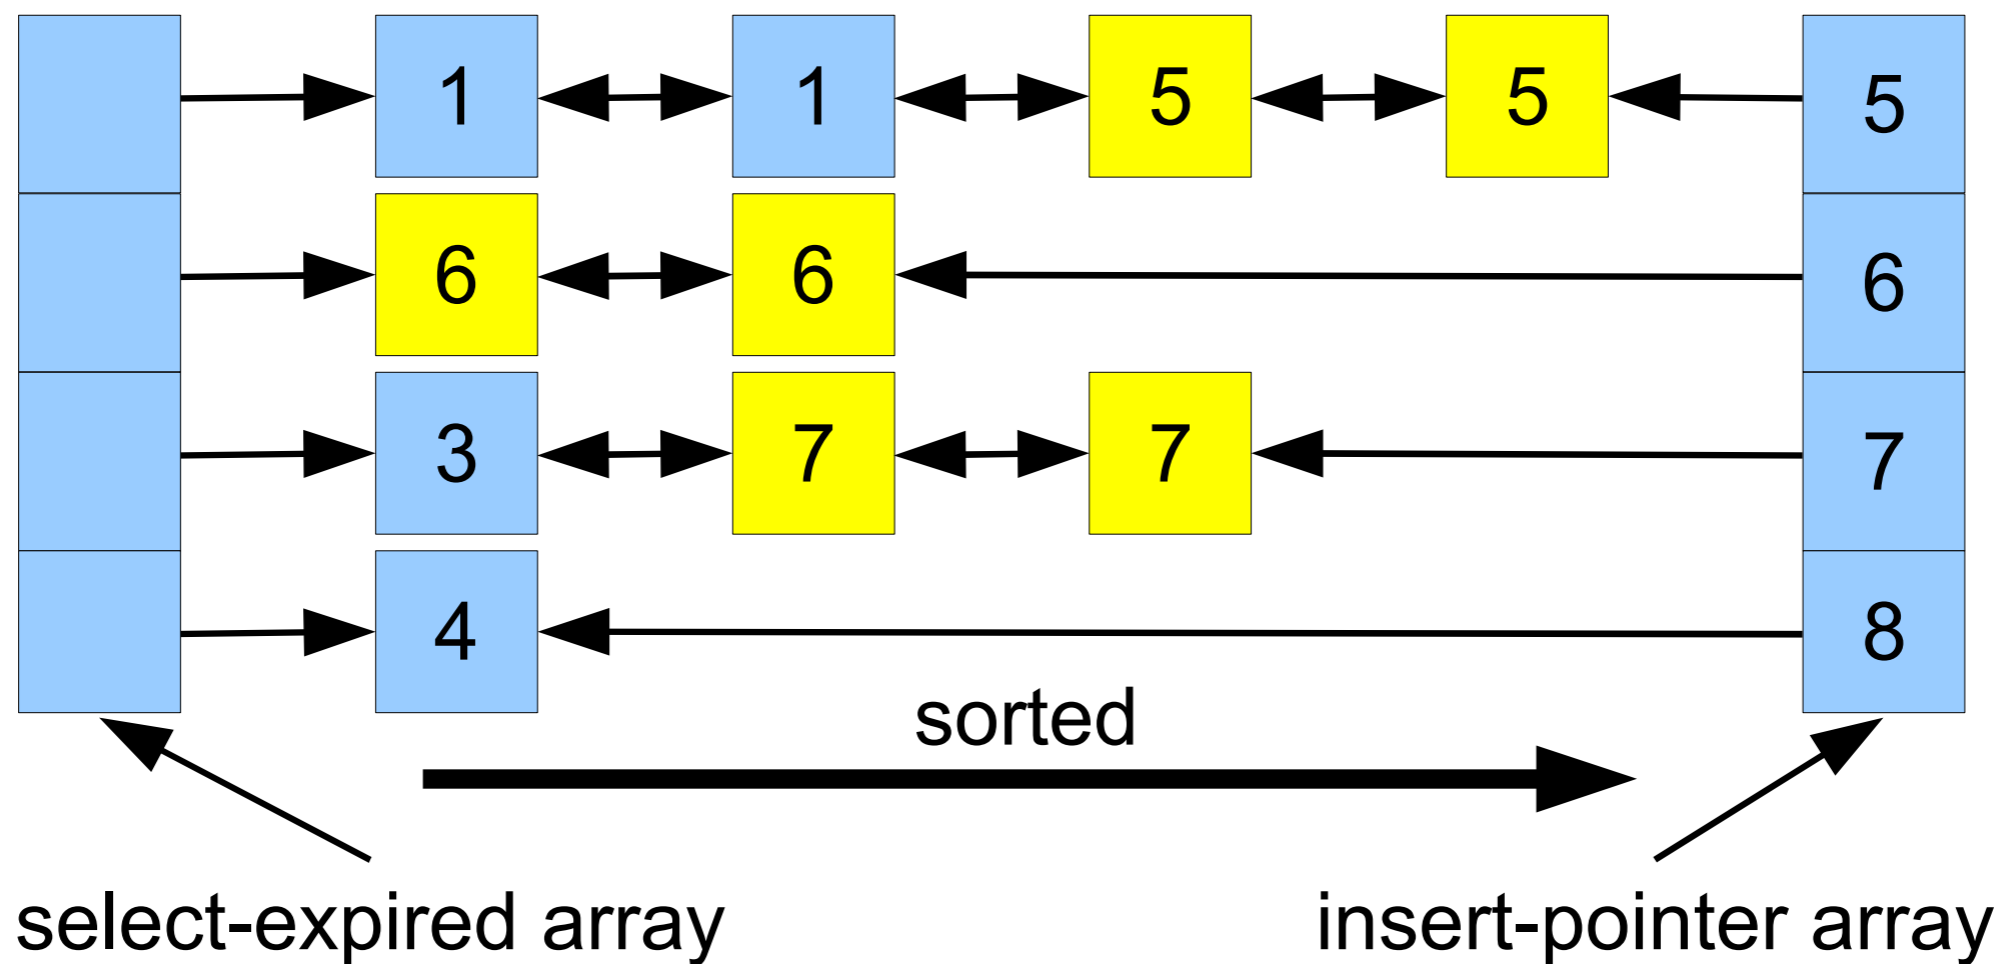 1 1 5 5 5
6 6 6
3 7 7 7
4 8
sorted
select-expired array insert-pointer array